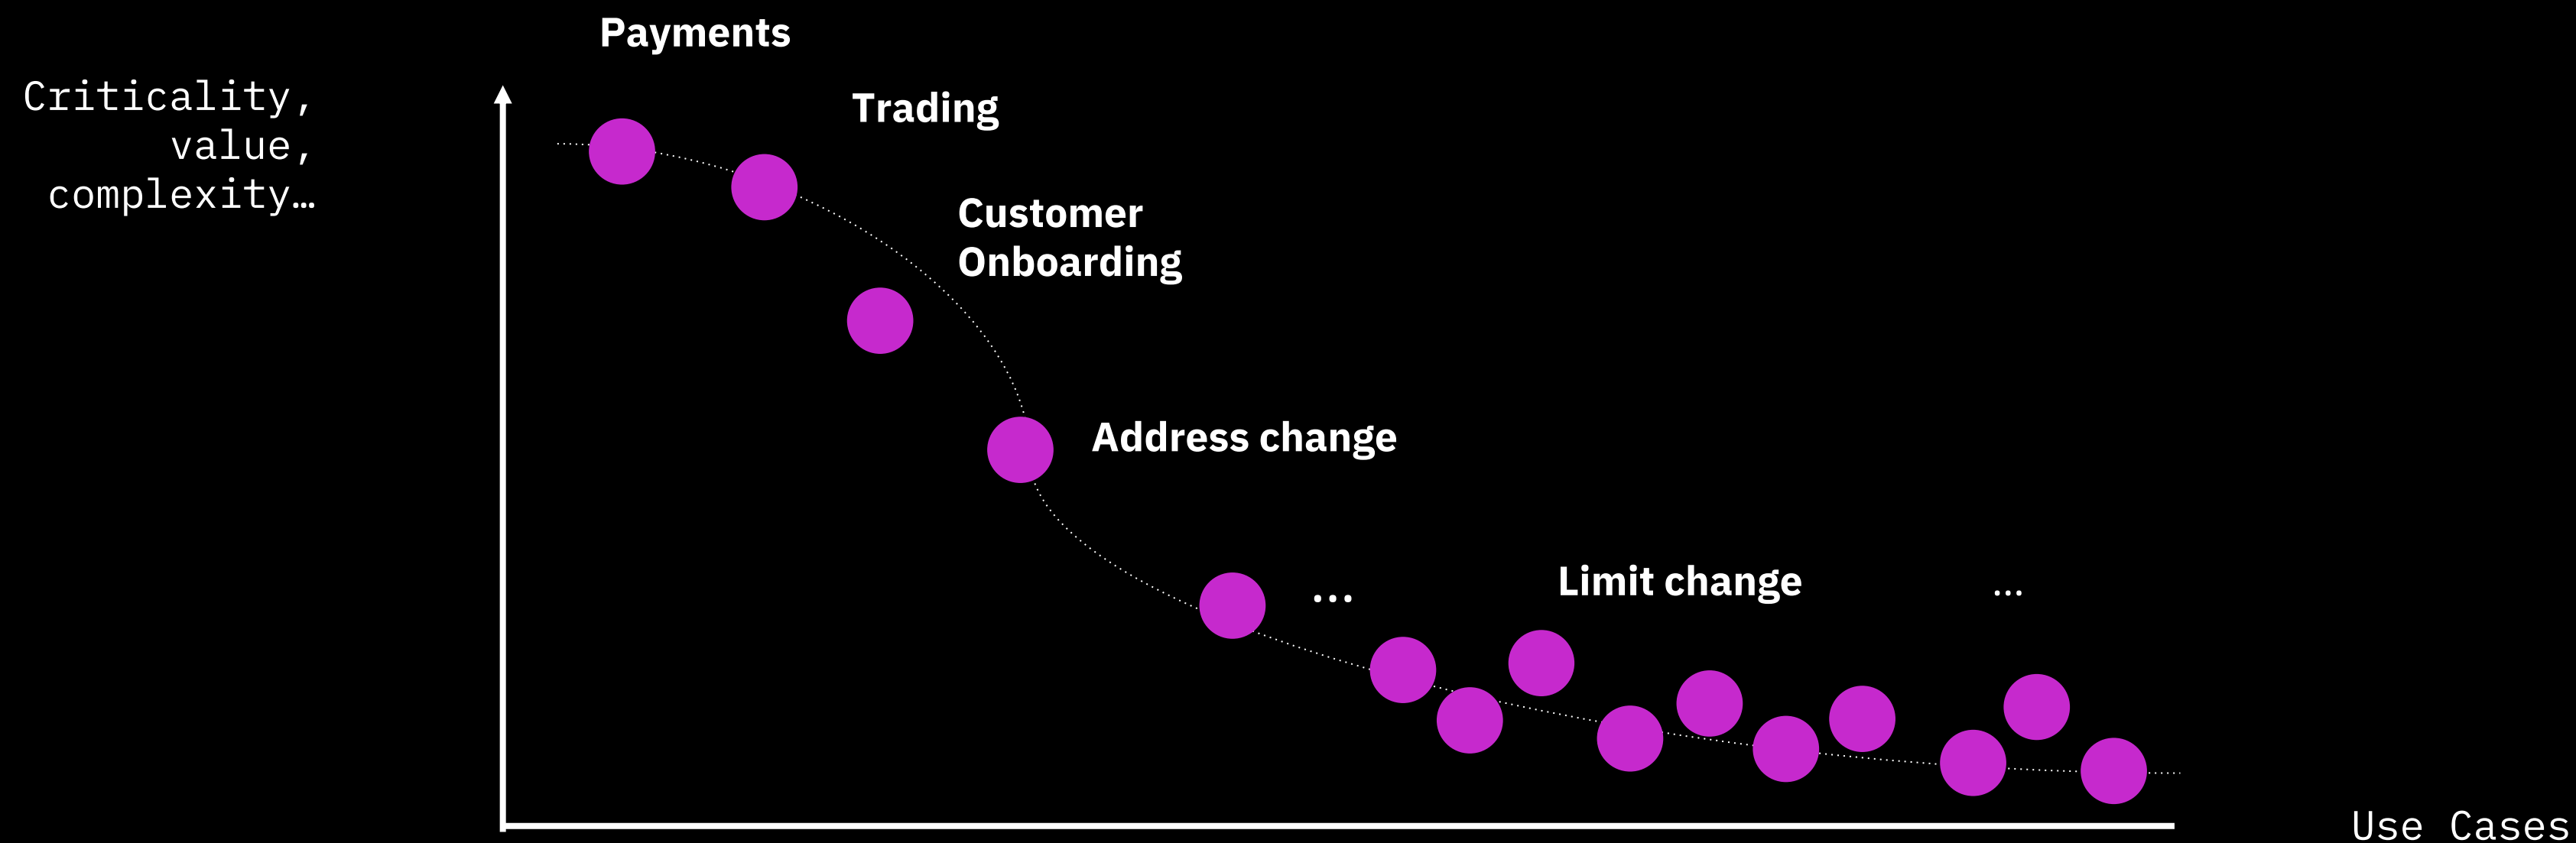 Payments
Criticality,
value,
complexity…
Trading
Customer
Onboarding
Address change
...
Limit change
...
Use Cases